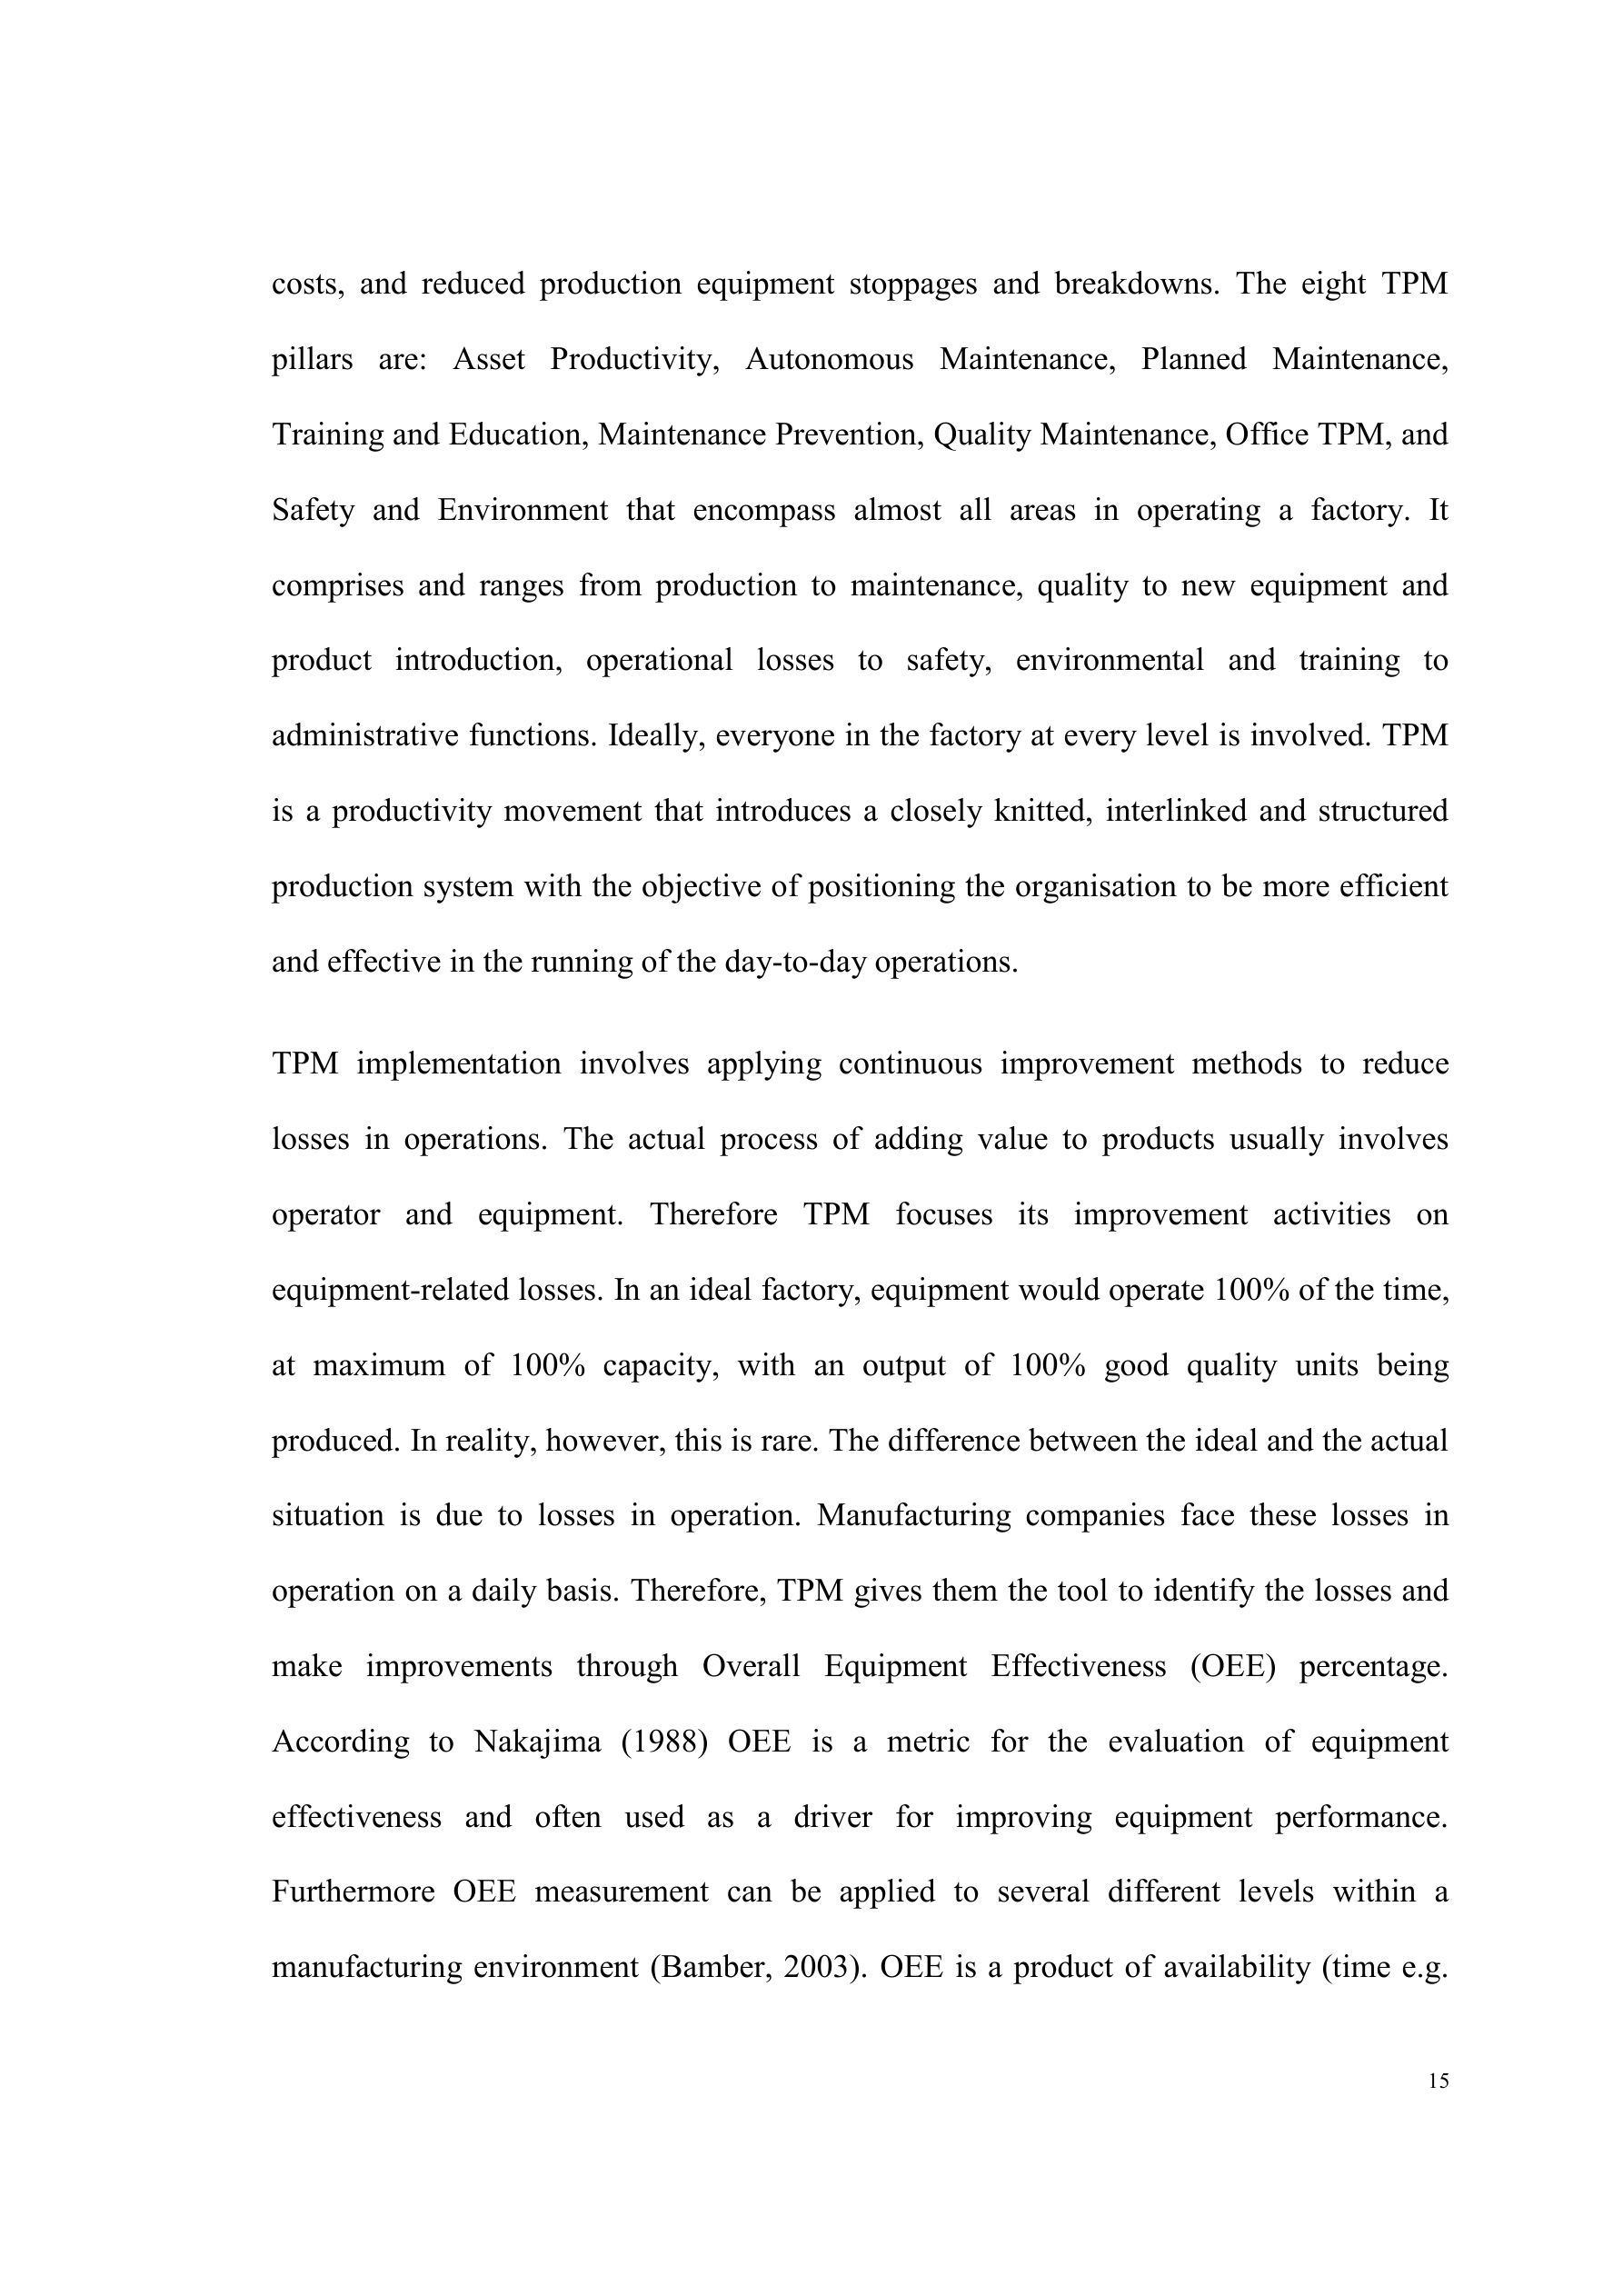 costs, and reduced production equipment stoppages and breakdowns. The eight TPM
pillars are: Asset Productivity, Autonomous Maintenance, Planned Maintenance,
Training and Education, Maintenance Prevention, Quality Maintenance, Office TPM, and
Safety and Environment that encompass almost all areas in operating a factory. It
comprises and ranges from production to maintenance, quality to new equipment and
product introduction, operational losses to safety, environmental and training to
administrative functions. Ideally, everyone in the factory at every level is involved. TPM
is a productivity movement that introduces a closely knitted, interlinked and structured
production system with the objective of positioning the organisation to be more efficient
and effective in the running of the day-to-day operations.
TPM implementation involves applying continuous improvement methods to reduce
losses in operations. The actual process of adding value to products usually involves
operator and equipment. Therefore TPM focuses its improvement activities on
equipment-related losses. In an ideal factory, equipment would operate 100% of the time,
at maximum of 100% capacity, with an output of 100% good quality units being
produced. In reality, however, this is rare. The difference between the ideal and the actual
situation is due to losses in operation. Manufacturing companies face these losses in
operation on a daily basis. Therefore, TPM gives them the tool to identify the losses and
make improvements through Overall Equipment Effectiveness (OEE) percentage.
According to Nakajima (1988) OEE is a metric for the evaluation of equipment
effectiveness and often used as a driver for improving equipment performance.
Furthermore OEE measurement can be applied to several different levels within a
manufacturing environment (Bamber, 2003). OEE is a product of availability (time e.g.
15